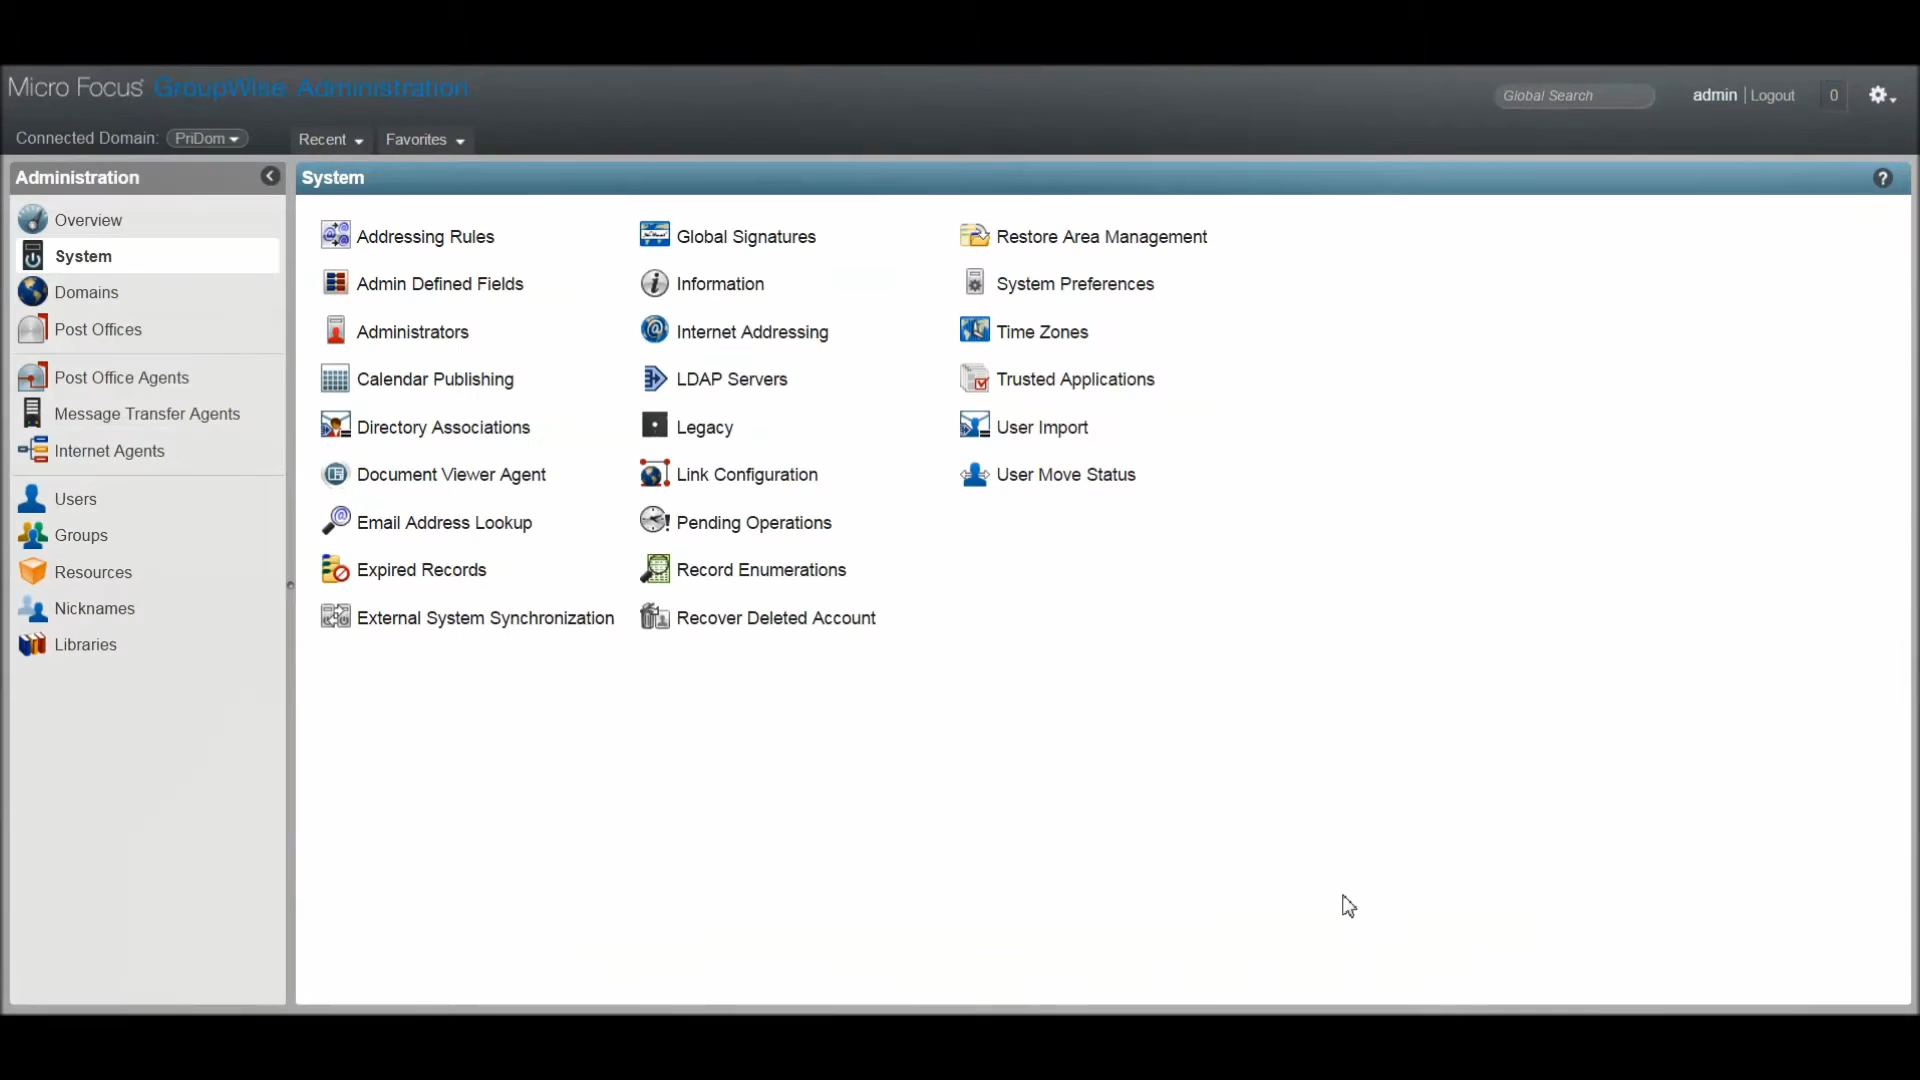 Micro Focus GroupWise Administration
Global Search
admin | Logout
0
Connected Domain: PriDom
Recent
Favorites
Administration
Overview
System
Domains
Post Offices
Post Office Agents
Message Transfer Agents
Internet Agents
Users
Groups
Resources
Nicknames
Libraries
System
?
Addressing Rules
Admin Defined Fields
Administrators
Calendar Publishing
Directory Associations
Document Viewer Agent
Email Address Lookup
Expired Records
External System Synchronization
Global Signatures
Information
Internet Addressing
LDAP Servers
Legacy
Link Configuration
Pending Operations
Record Enumerations
Recover Deleted Account
Restore Area Management
System Preferences
Time Zones
Trusted Applications
User Import
User Move Status